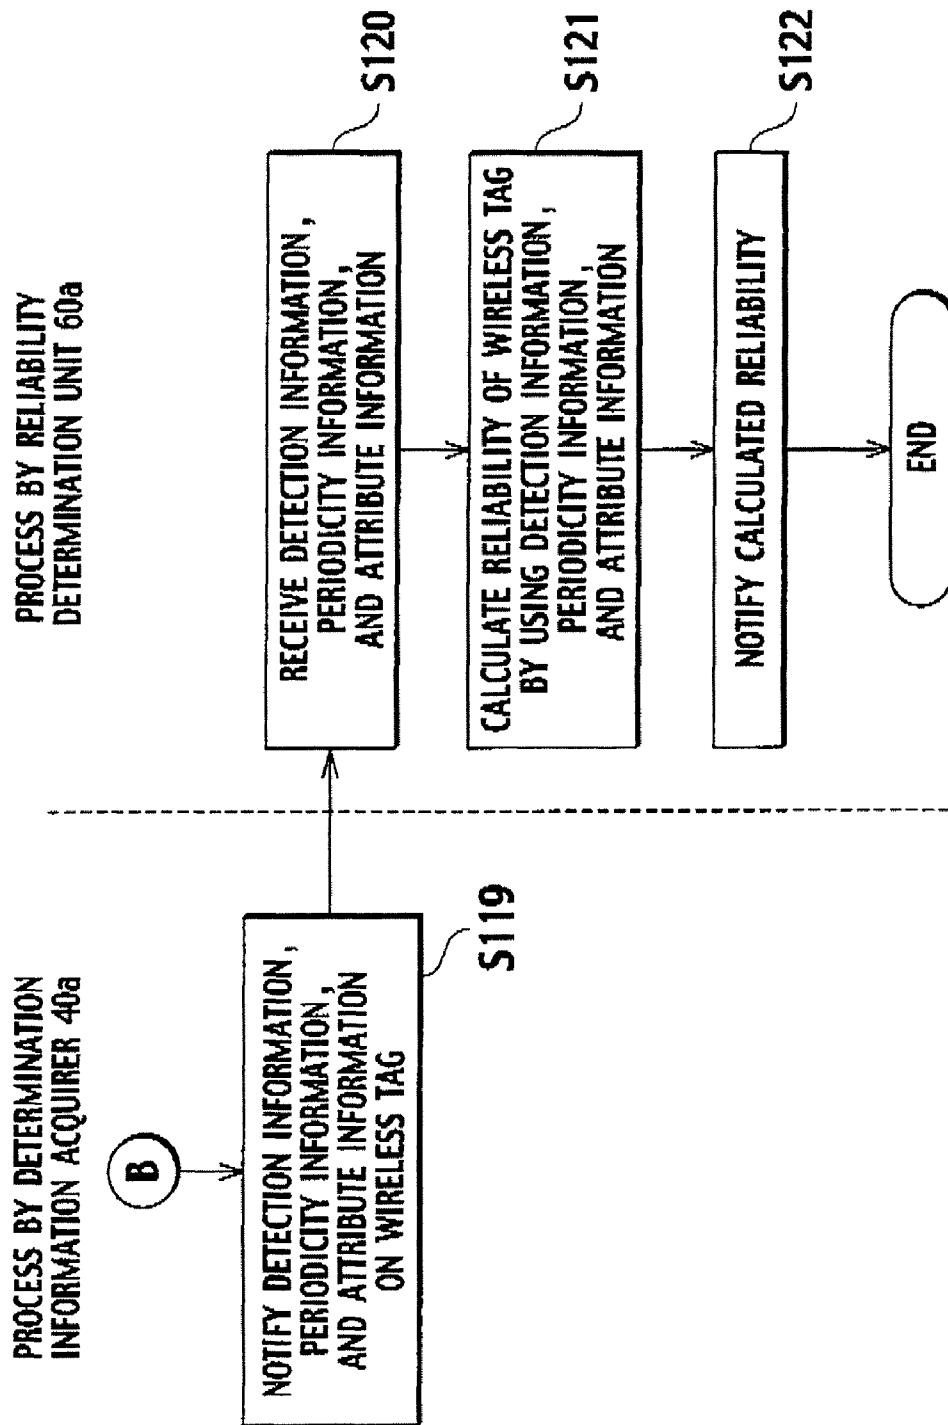 PROCESS BY DETERMINATION
INFORMATION ACQUIRER 40a
B
NOTIFY DETECTION INFORMATION,
PERIODICITY INFORMATION,
AND ATTRIBUTE INFORMATION
ON WIRELESS TAG
S119
PROCESS BY RELIABILITY
DETERMINATION UNIT 60a
RECEIVE DETECTION INFORMATION,
PERIODICITY INFORMATION,
AND ATTRIBUTE INFORMATION
S120
CALCULATE RELIABILITY OF WIRELESS TAG
BY USING DETECTION INFORMATION,
PERIODICITY INFORMATION,
AND ATTRIBUTE INFORMATION
S121
NOTIFY CALCULATED RELIABILITY
S122
END